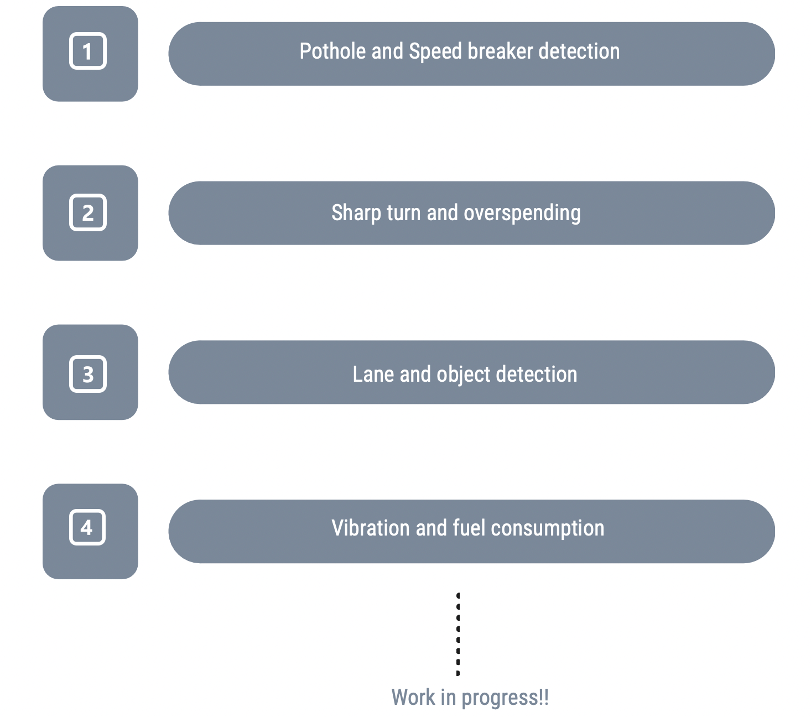 1
Pothole and Speed breaker detection
2
Sharp turn and overspending
3
Lane and object detection
4
Vibration and fuel consumption
Work in progress!!